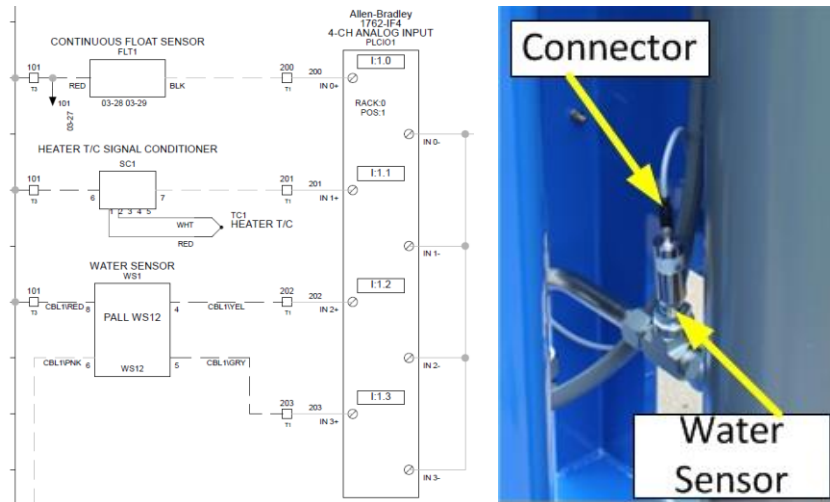 Allen-Bradley
1762-IF4
4-CH ANALOG INPUT
PLCIO1
CONTINUOUS FLOAT SENSOR
FLT1
101
T3
RED
BLK
03-28 03-29
200
T1
200
IN 0+
I:1.0
101
03-27
RACK:0
POS:1
IN 0-
HEATER T/C SIGNAL CONDITIONER
SC1
101
T3
6
7
1 2 3 4 5
201
T1
201
IN 1+
I:1.1
WHT
RED
TC1
HEATER T/C
IN 1-
WATER SENSOR
WS1
101
T3
CBL1\RED
8
PALL WS12
4
CBL1\YEL
202
T1
202
IN 2+
I:1.2
CBL1\PNK
6
WS12
5
CBL1\GRY
IN 2-
203
T1
203
IN 3+
I:1.3
IN 3-
Connector
Water
Sensor